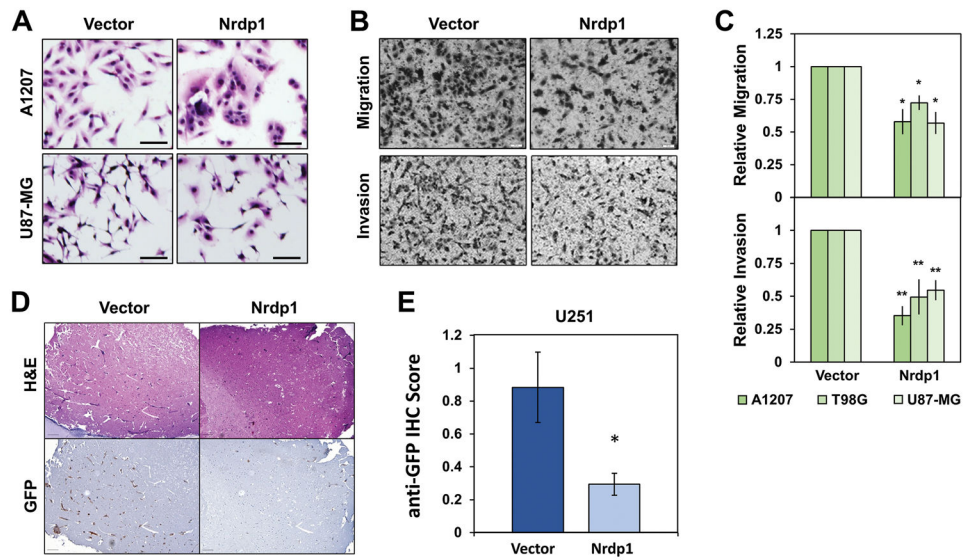 A
Vector
Nrdp1
A1207
U87-MG
B
Vector
Nrdp1
Migration
Invasion
C
Relative Migration
1.25
1
0.75
0.5
0.25
0
* * *
Relative Invasion
1
0.75
0.5
0.25
0
** ** **
Vector
Nrdp1
A1207 T98G U87-MG
D
Vector
Nrdp1
H&E
GFP
E
U251
anti-GFP IHC Score
1.2
1
0.8
0.6
0.4
0.2
0
*
Vector
Nrdp1